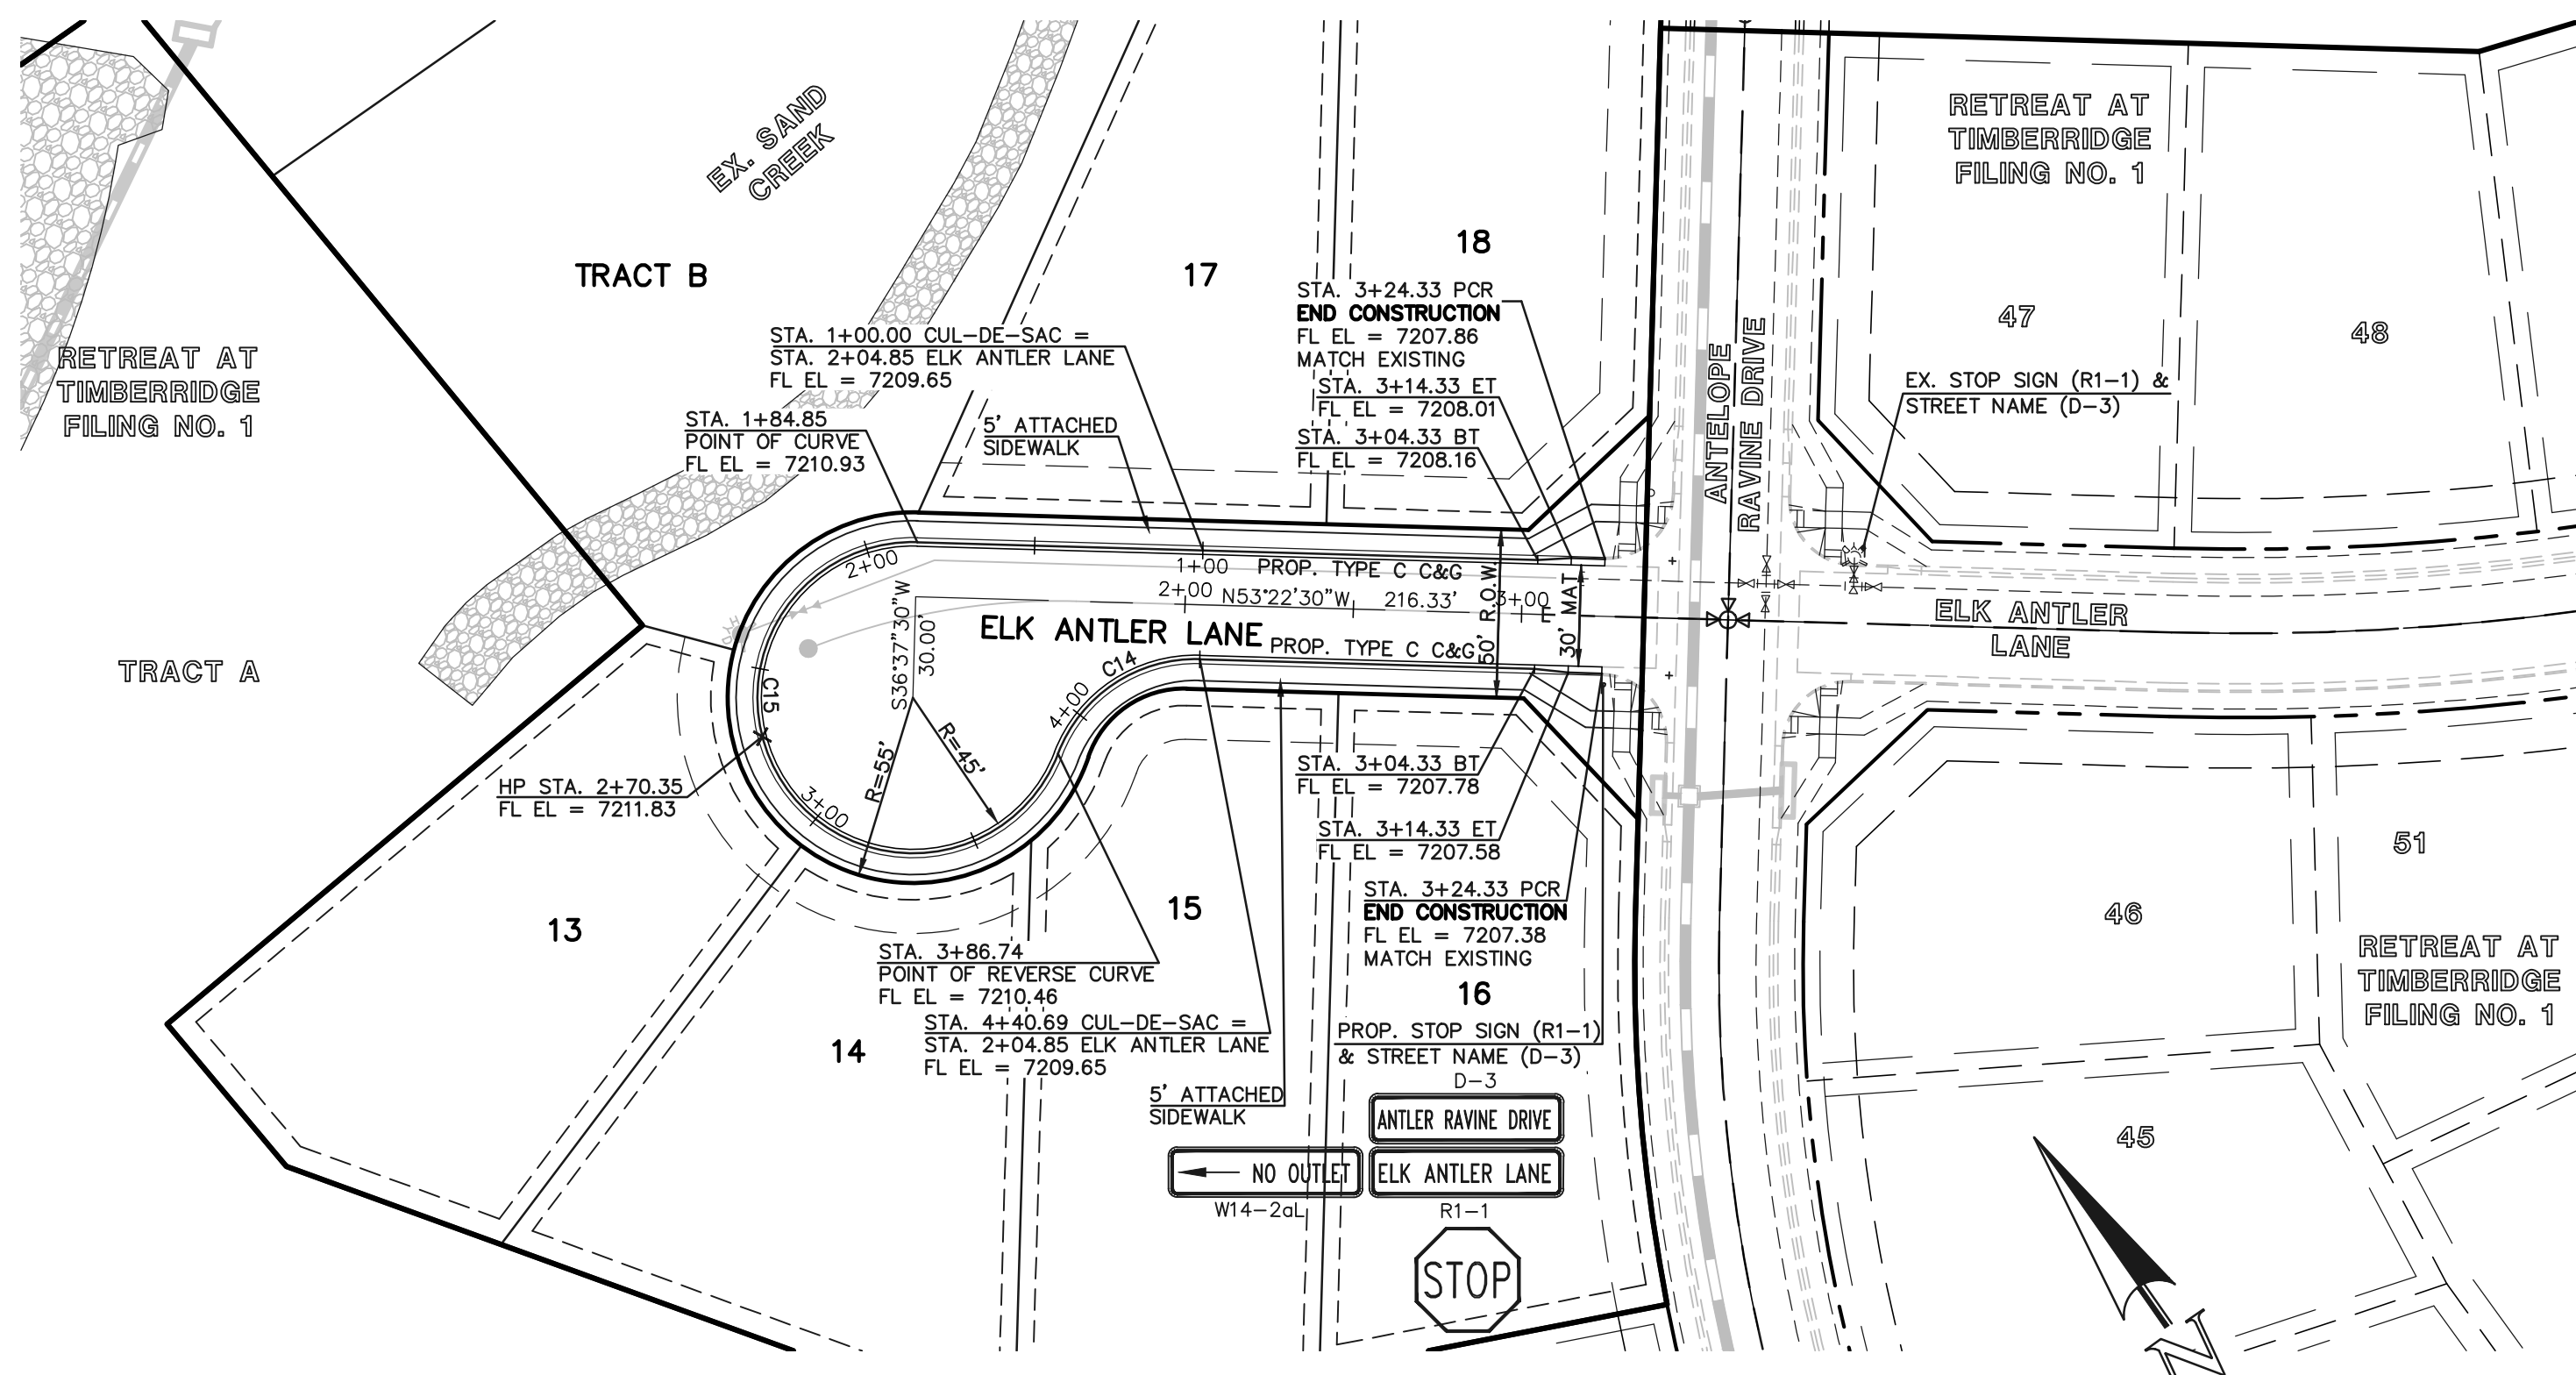 EX. SAND
CREEK
TRACT B
RETREAT AT
TIMBERRIDGE
FILING NO. 1
TRACT A
17
18
STA. 1+00.00 CUL-DE-SAC =
STA. 2+04.85 ELK ANTLER LANE
FL EL = 7209.65
STA. 1+84.85
POINT OF CURVE
FL EL = 7210.93
5' ATTACHED
SIDEWALK
STA. 3+24.33 PCR
END CONSTRUCTION
FL EL = 7207.86
MATCH EXISTING
STA. 3+14.33 ET
FL EL = 7208.01
STA. 3+04.33 BT
FL EL = 7208.16
ANTELOPE
RAVINE DRIVE
RETREAT AT
TIMBERRIDGE
FILING NO. 1
47
48
EX. STOP SIGN (R1-1) &
STREET NAME (D-3)
2+00
1+00
PROP. TYPE C C&G
2+00
N53°22'30"W
216.33'
3+00
ELK ANTLER LANE
PROP. TYPE C C&G
50' R.O.W.
30' MAT
S36°37'30"W
30.00'
C14
C15
4+00
3+00
R=55'
R=45'
ELK ANTLER
LANE
HP STA. 2+70.35
FL EL = 7211.83
STA. 3+04.33 BT
FL EL = 7207.78
STA. 3+14.33 ET
FL EL = 7207.58
STA. 3+24.33 PCR
END CONSTRUCTION
FL EL = 7207.38
MATCH EXISTING
13
14
15
16
STA. 3+86.74
POINT OF REVERSE CURVE
FL EL = 7210.46
STA. 4+40.69 CUL-DE-SAC =
STA. 2+04.85 ELK ANTLER LANE
FL EL = 7209.65
5' ATTACHED
SIDEWALK
PROP. STOP SIGN (R1-1)
& STREET NAME (D-3)
D-3
ANTLER RAVINE DRIVE
NO OUTLET
ELK ANTLER LANE
W14-2aL
R1-1
STOP
51
46
RETREAT AT
TIMBERRIDGE
FILING NO. 1
45
N